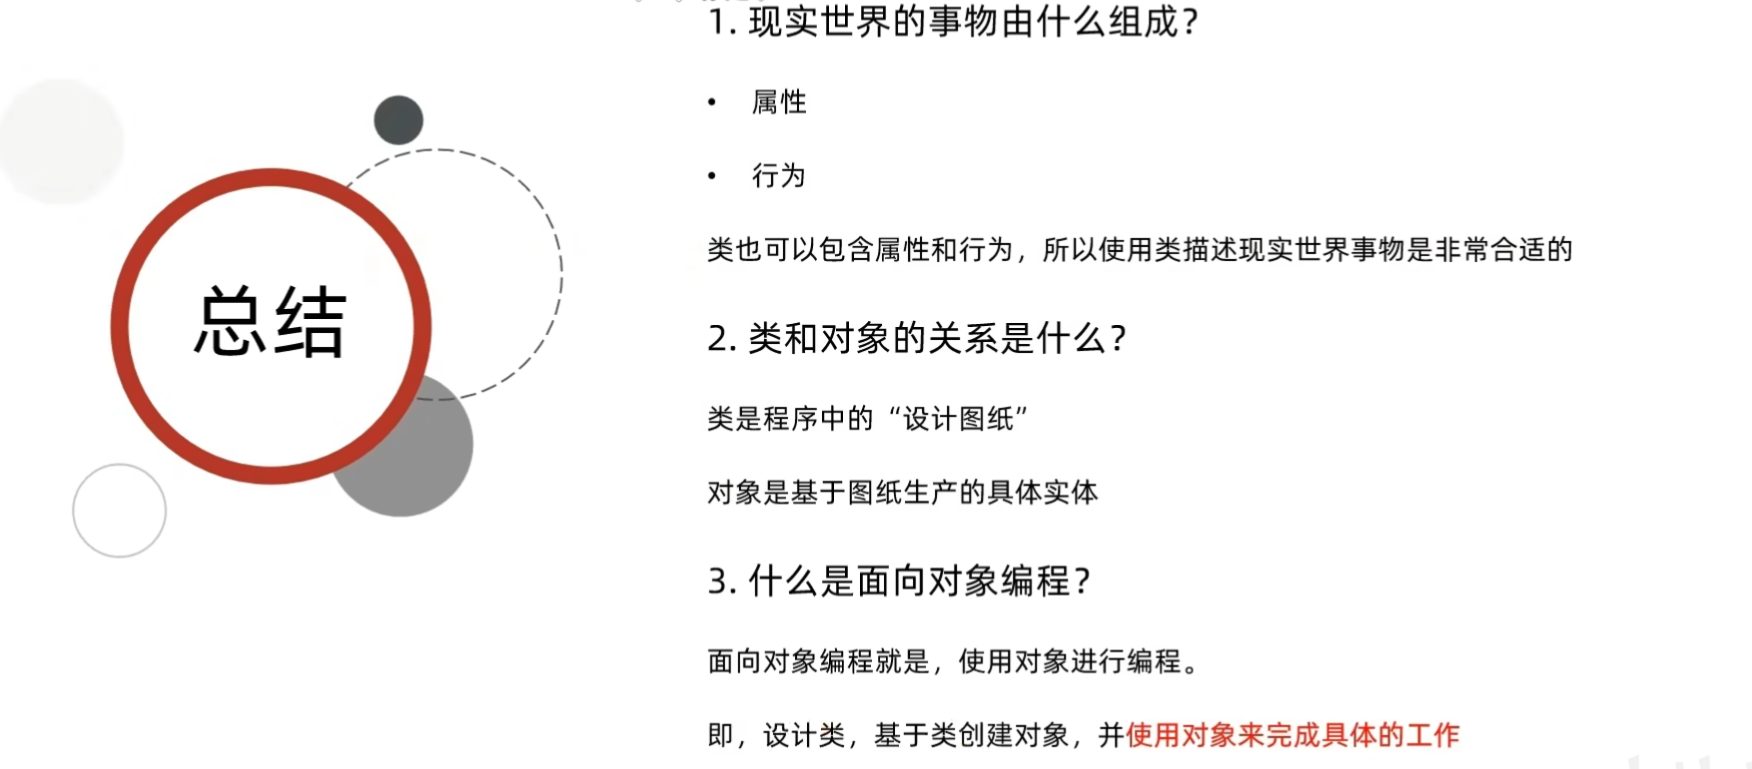 1. 现实世界的事物由什么组成？
• 属性
• 行为
类也可以包含属性和行为，所以使用类描述现实世界事物是非常合适的
总结
2. 类和对象的关系是什么？
类是程序中的“设计图纸”
对象是基于图纸生产的具体实体
3. 什么是面向对象编程？
面向对象编程就是，使用对象进行编程。
即，设计类，基于类创建对象，并使用对象来完成具体的工作